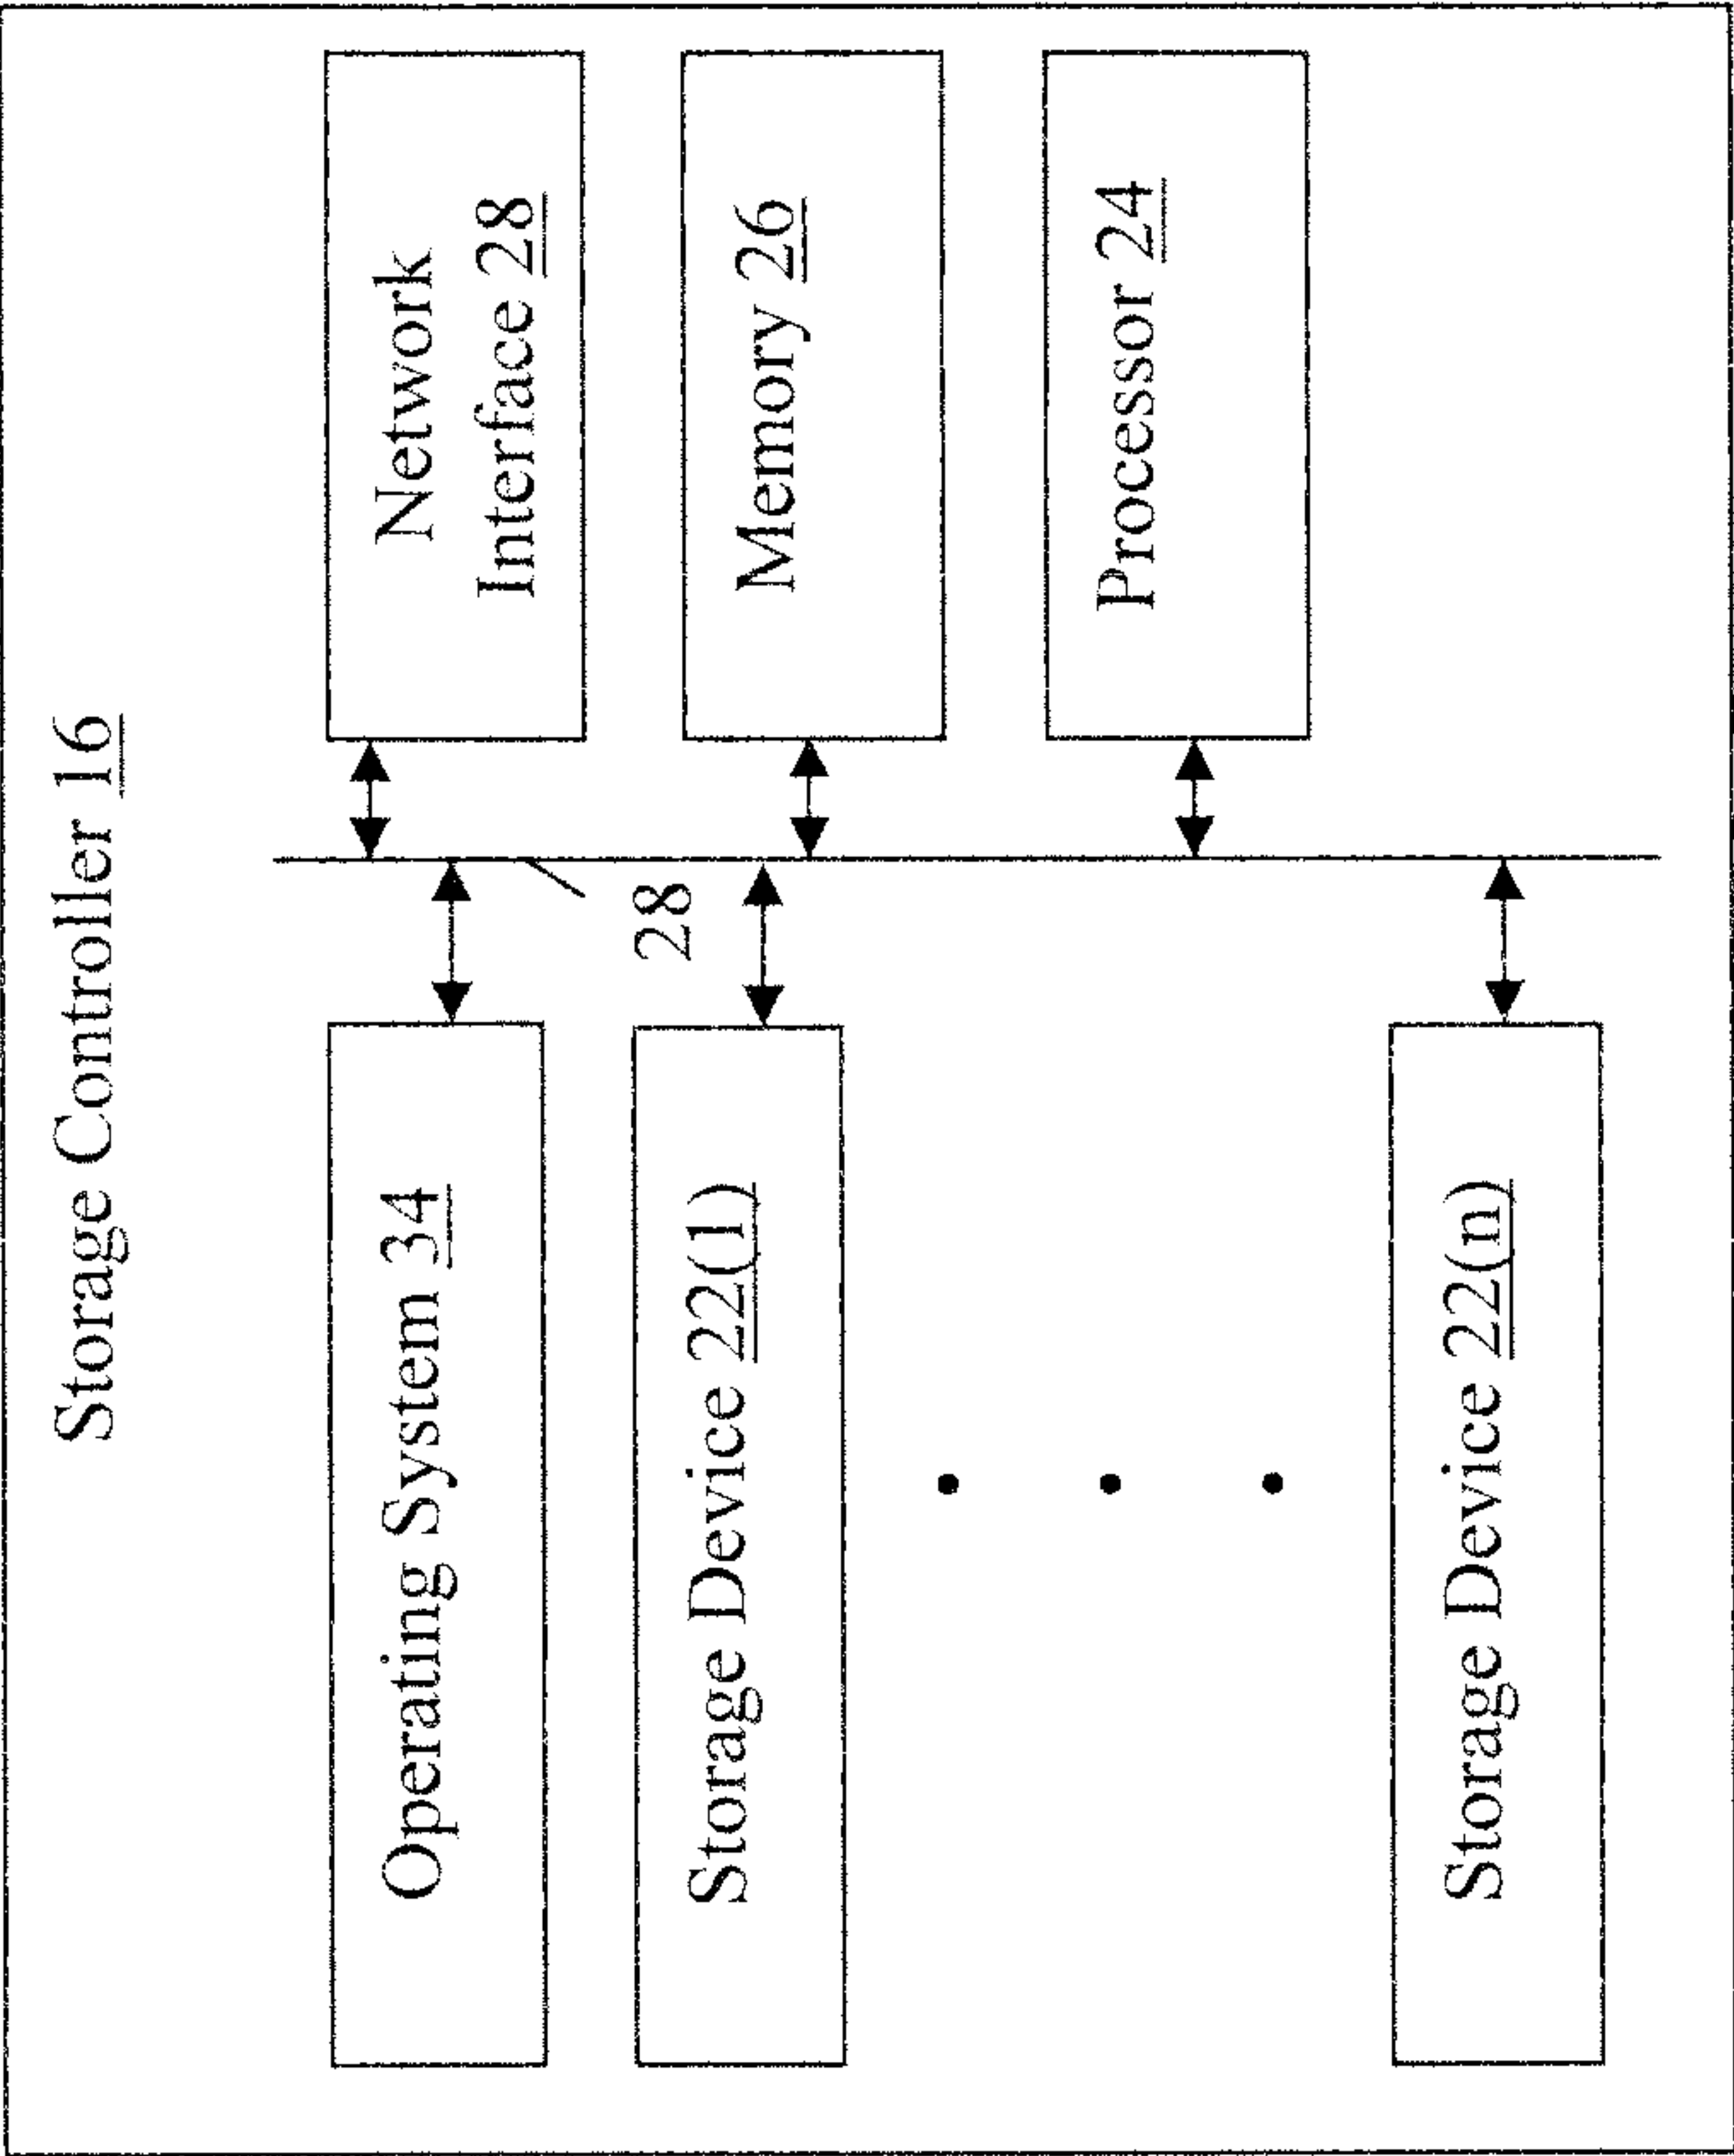 Storage Controller 16
Operating System 34
Storage Device 22(1)
Storage Device 22(n)
28
Network
Interface 28
Memory 26
Processor 24